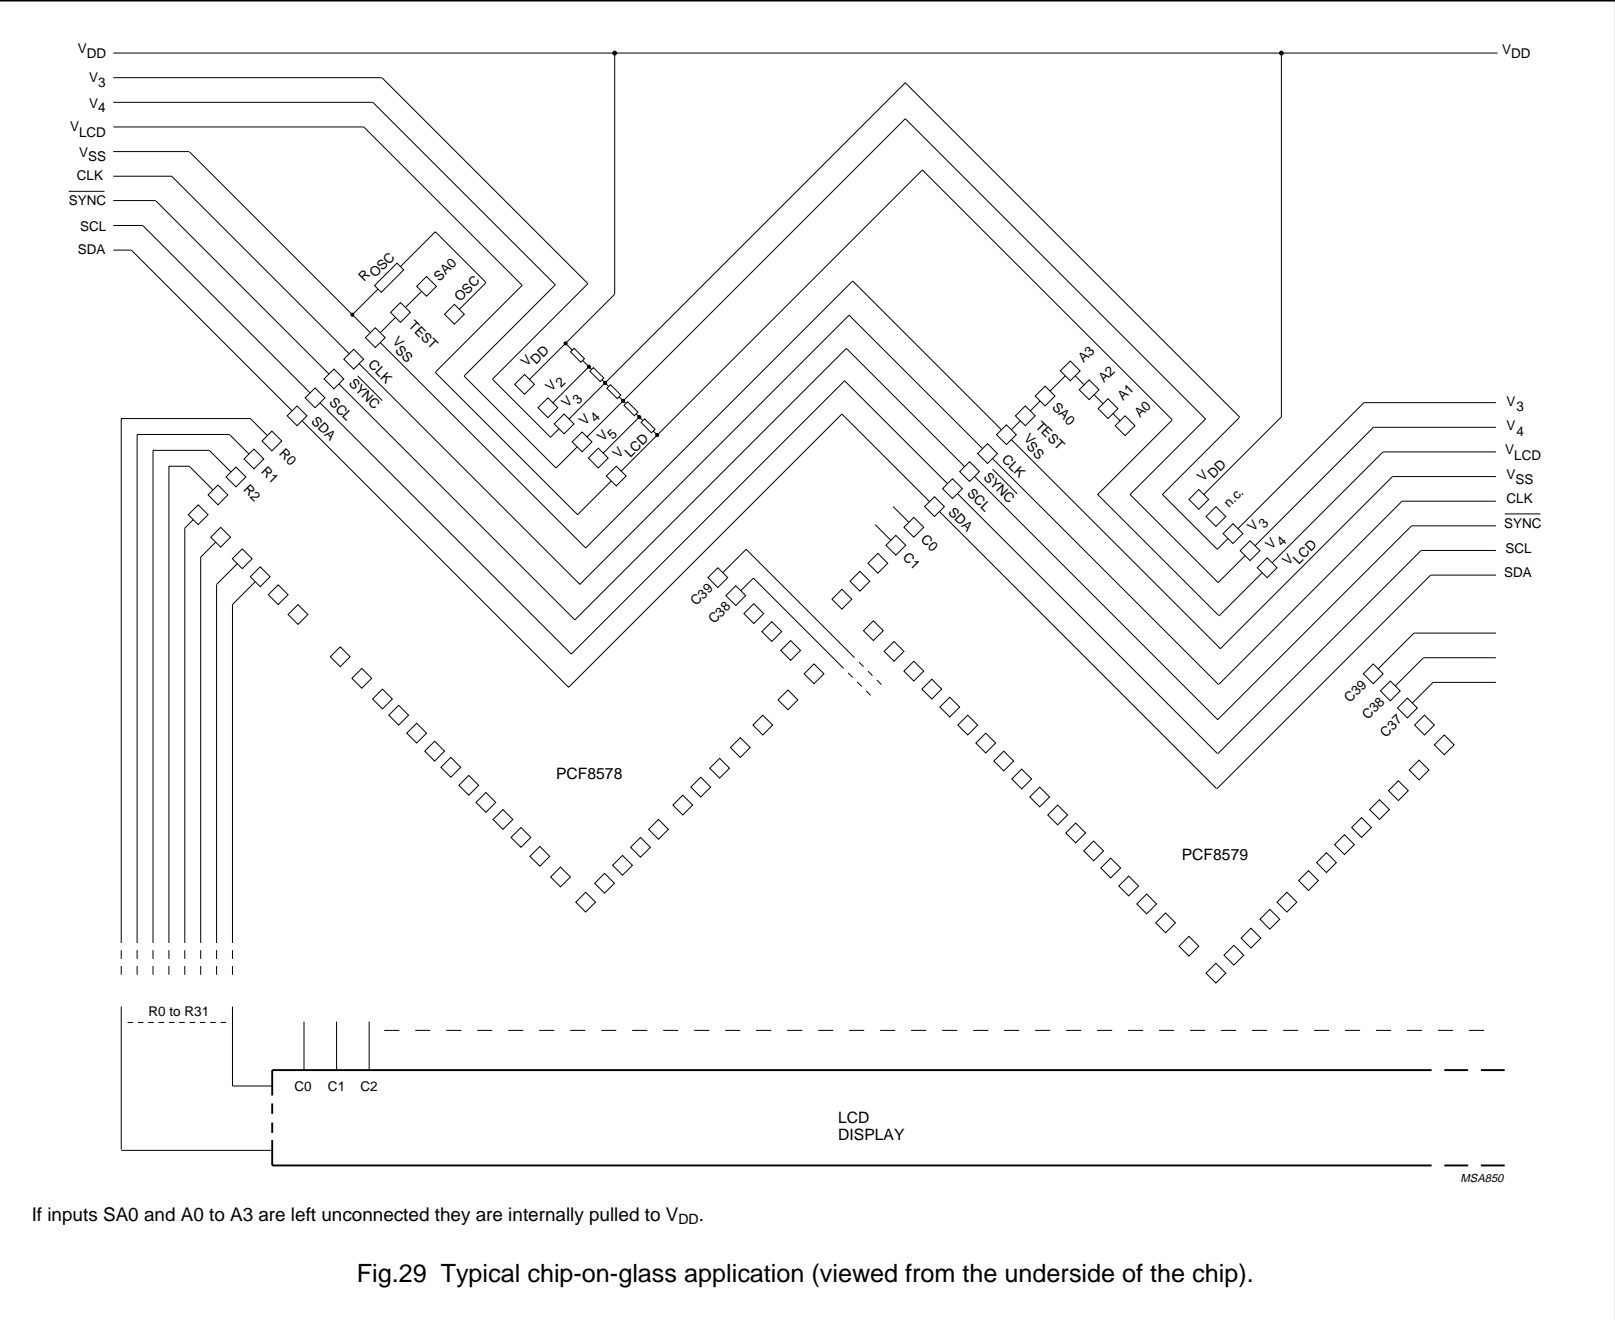 VDD
V3
V4
VLCD
VSS
CLK
SYNC
SCL
SDA
VDD
ROSC
SA0
OSC
TEST
VSS
CLK
SYNC
SCL
SDA
R0
R1
R2
VDD
V2
V3
V4
V5
VLCD
C39
C38
PCF8578
A3
A2
A1
A0
SA0
TEST
VSS
CLK
SYNC
SCL
SDA
C0
C1
VDD
n.c.
V3
V4
VLCD
C39
C38
C37
PCF8579
V3
V4
VLCD
VSS
CLK
SYNC
SCL
SDA
R0 to R31
C0 C1 C2
LCD
DISPLAY
MSA850
If inputs SA0 and A0 to A3 are left unconnected they are internally pulled to VDD.
Fig.29 Typical chip-on-glass application (viewed from the underside of the chip).